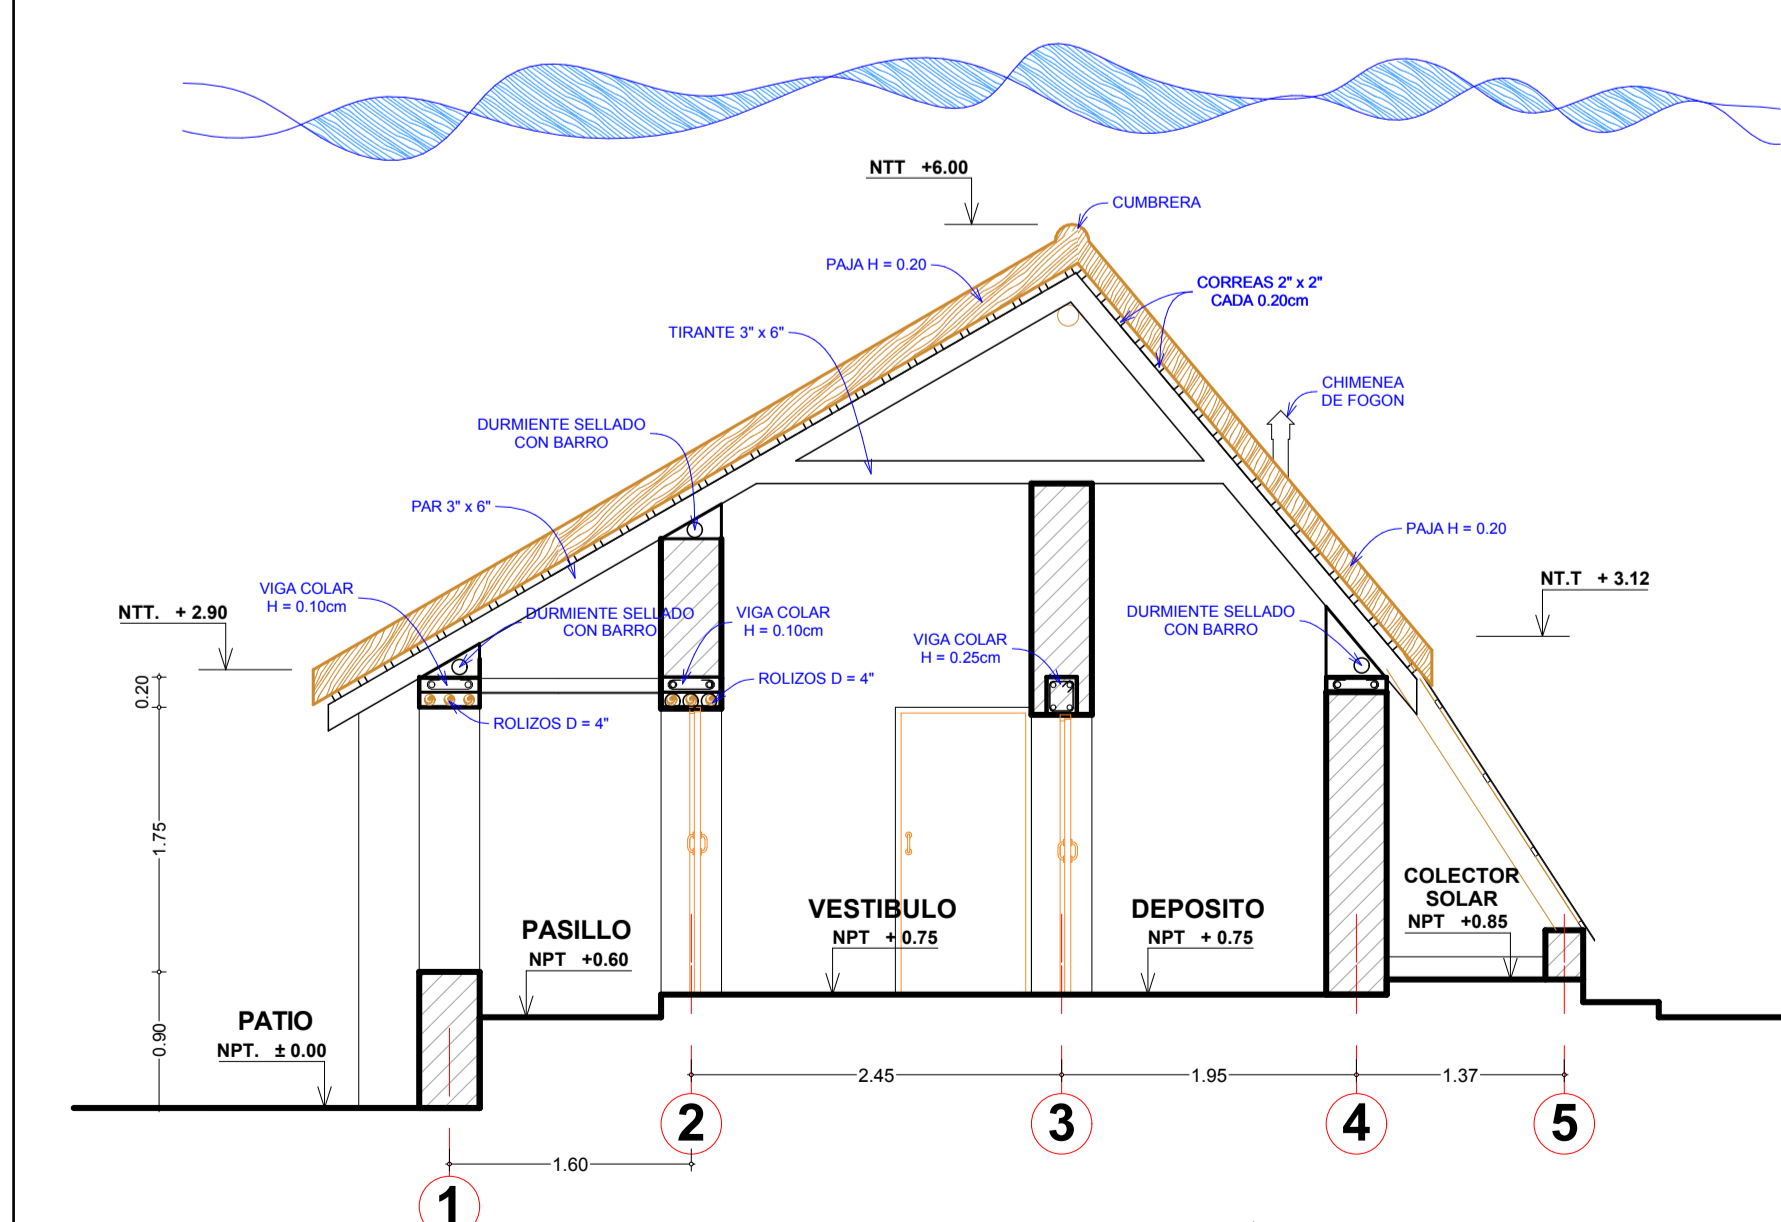 NTT +6.00
CUMBRERA
PAJA H = 0.20
CORREAS 2" x 2"
CADA 0.20cm
TIRANTE 3" x 6"
CHIMENEA
DE FOGON
DURMIENTE SELLADO
CON BARRO
PAR 3" x 6"
PAJA H = 0.20
VIGA COLAR
H = 0.10cm
NTT. + 2.90
DURMIENTE SELLADO
CON BARRO
VIGA COLAR
H = 0.10cm
VIGA COLAR
H = 0.25cm
DURMIENTE SELLADO
CON BARRO
NT.T + 3.12
ROLIZOS D = 4"
ROLIZOS D = 4"
0.20
1.75
0.90
PATIO
NPT. ± 0.00
PASILLO
NPT +0.60
VESTIBULO
NPT + 0.75
DEPOSITO
NPT + 0.75
COLECTOR
SOLAR
NPT +0.85
2.45
1.95
1.37
2
3
4
5
1.60
1